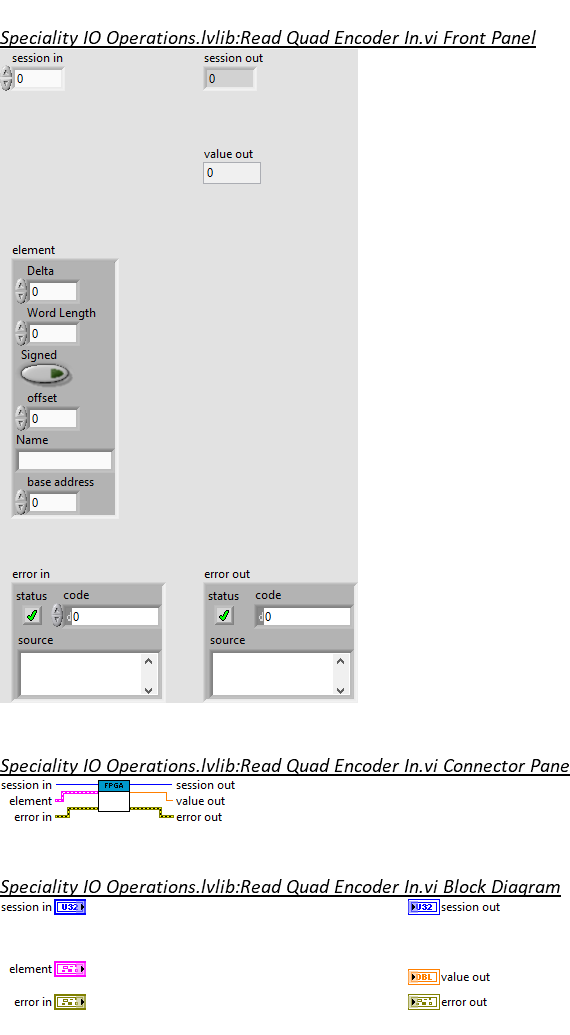 Speciality IO Operations.lvlib:Read Quad Encoder In.vi Front Panel
session in session out
0 0
value out
0
element
Delta
0
Word Length
0
Signed
offset
0
Name
base address
0
error in error out
status code status code
d0 d0
source source
Speciality IO Operations.lvlib:Read Quad Encoder In.vi Connector Pane
session in FPGA session out
element value out
error in error out
Speciality IO Operations.lvlib:Read Quad Encoder In.vi Block Diagram
session in U32 U32 session out
element
DBL value out
error in error out